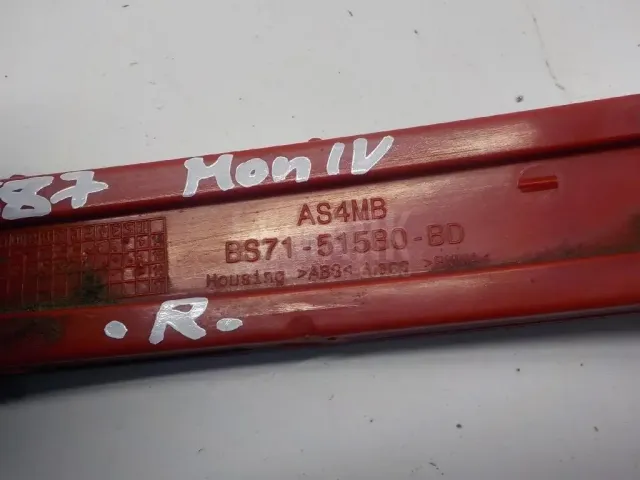 87 Mon IV
AS4MB
BS71-51580-BD
Housing >ABS<
.R.